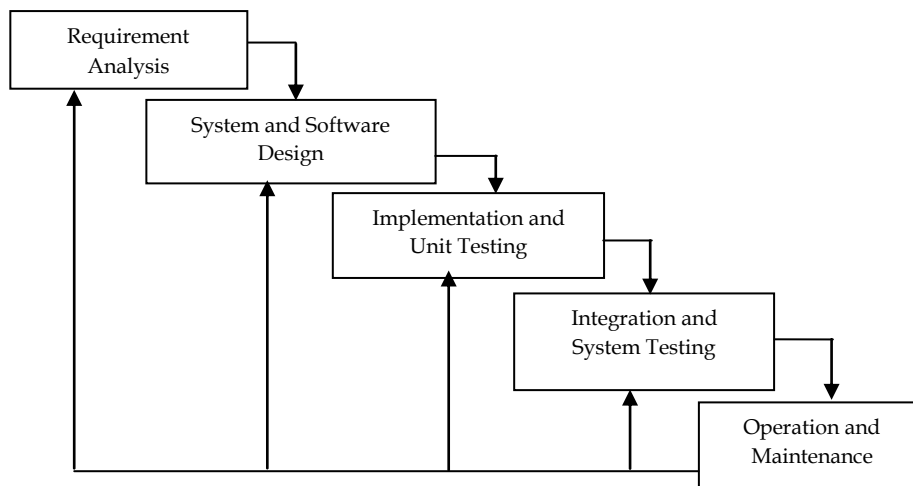 Requirement
Analysis
System and Software
Design
Implementation and
Unit Testing
Integration and
System Testing
Operation and
Maintenance